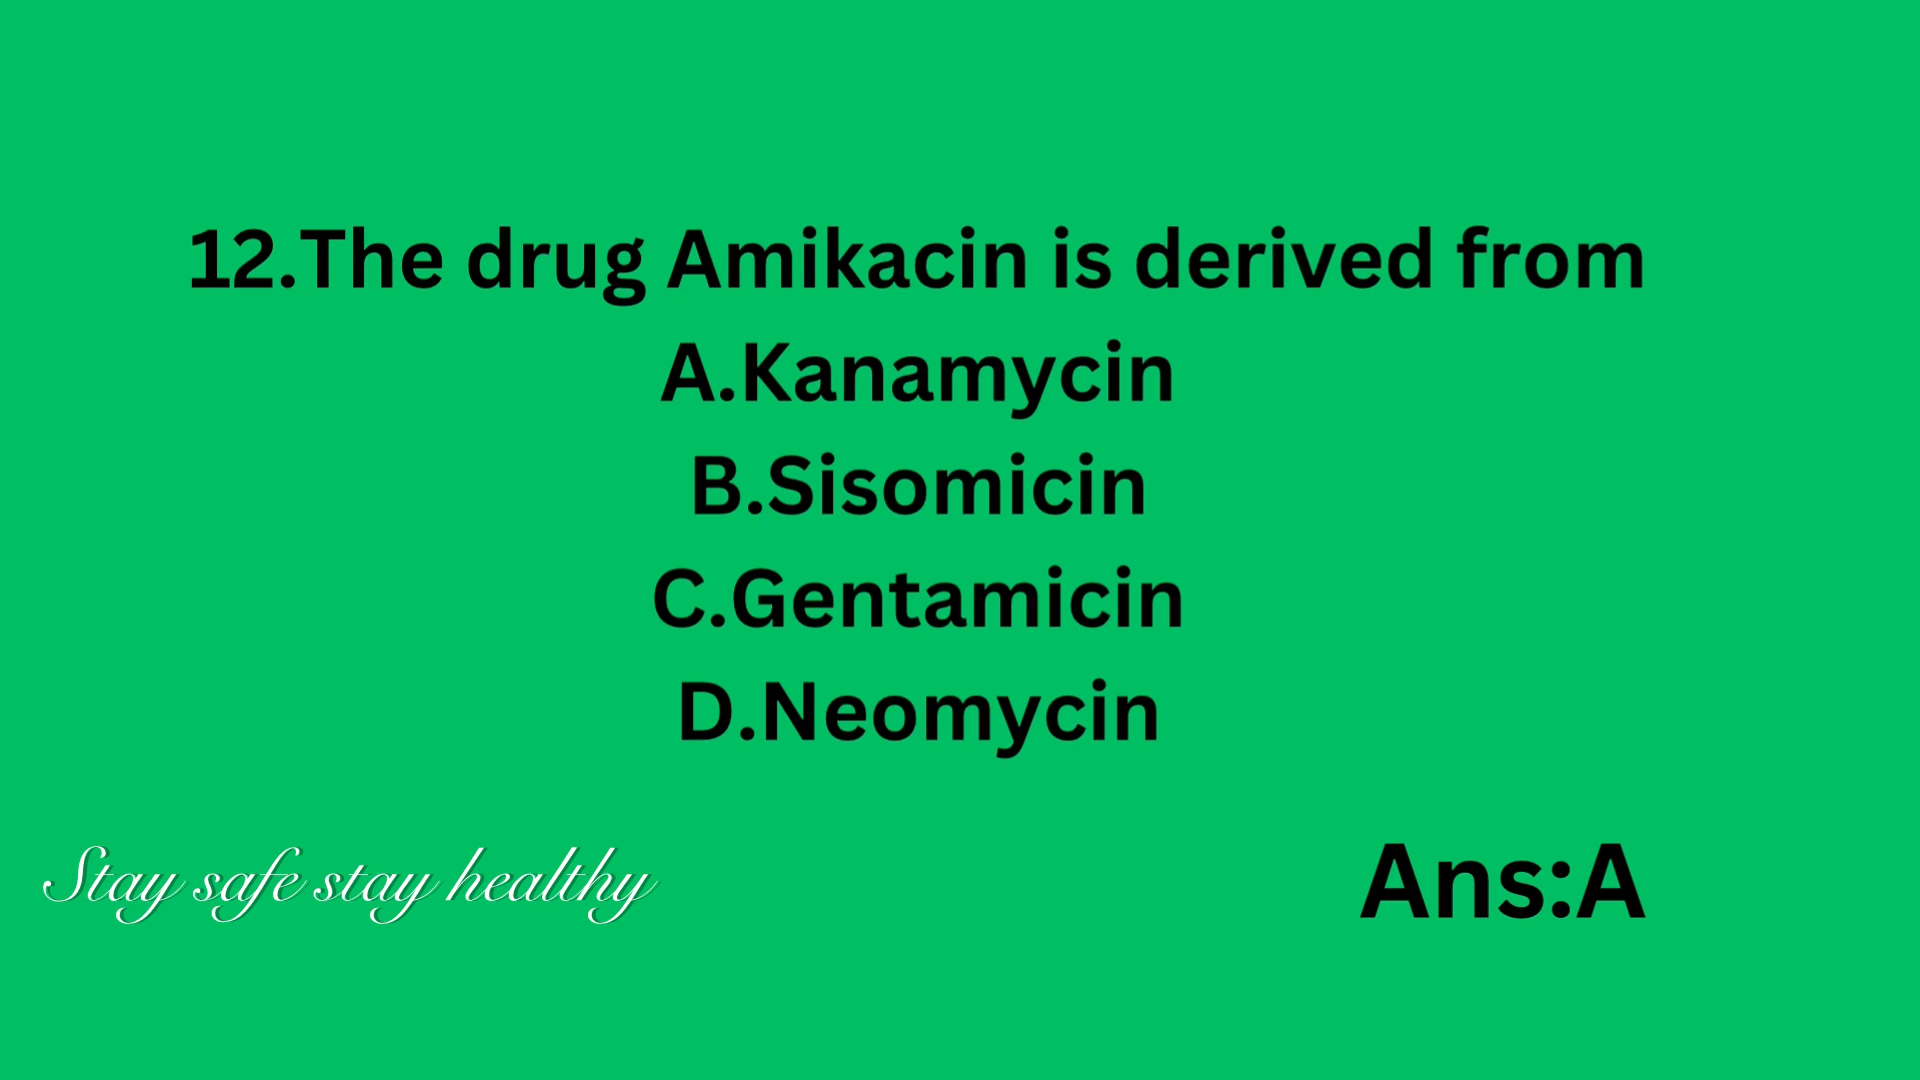 12.The drug Amikacin is derived from
A.Kanamycin
B.Sisomicin
C.Gentamicin
D.Neomycin
Stay safe stay healthy
Ans:A